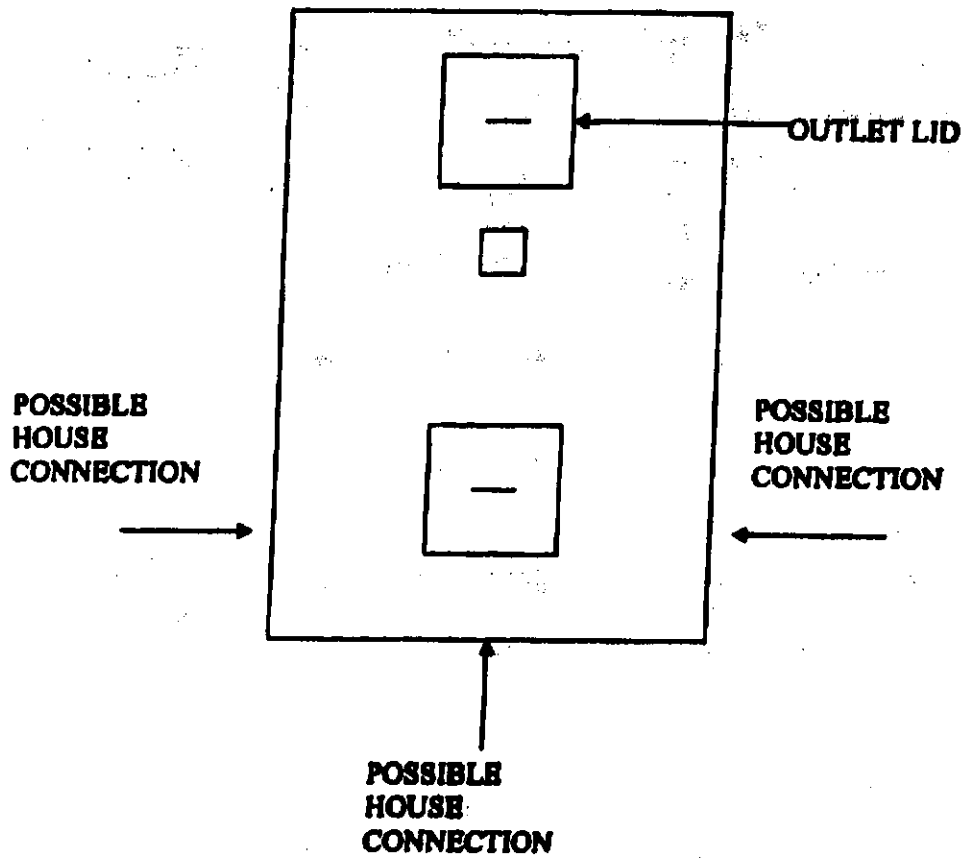 OUTLET LID
POSSIBLE
HOUSE
CONNECTION
POSSIBLE
HOUSE
CONNECTION
POSSIBLE
HOUSE
CONNECTION